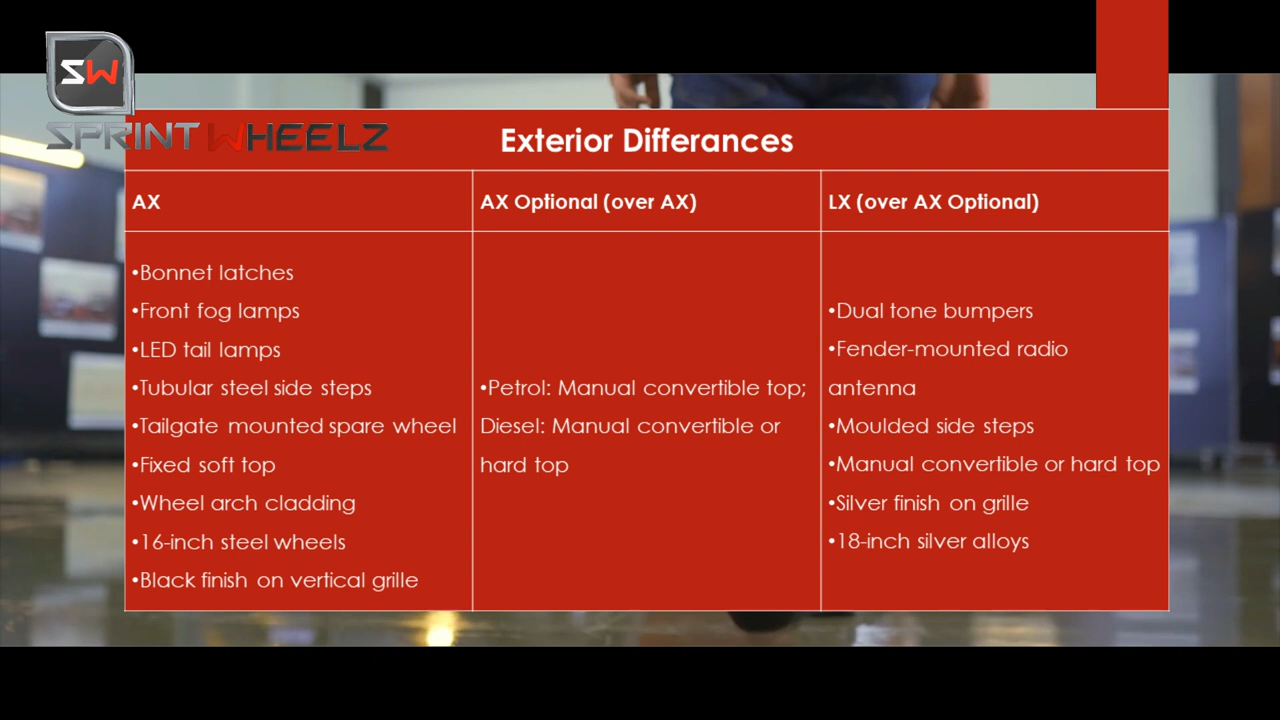 SW
SPRINT WHEELZ
Exterior Differances
AX
AX Optional (over AX)
LX (over AX Optional)
•Bonnet latches
•Front fog lamps
•LED tail lamps
•Tubular steel side steps
•Tailgate mounted spare wheel
•Fixed soft top
•Wheel arch cladding
•16-inch steel wheels
•Black finish on vertical grille
•Petrol: Manual convertible top;
Diesel: Manual convertible or
hard top
•Dual tone bumpers
•Fender-mounted radio
antenna
•Moulded side steps
•Manual convertible or hard top
•Silver finish on grille
•18-inch silver alloys